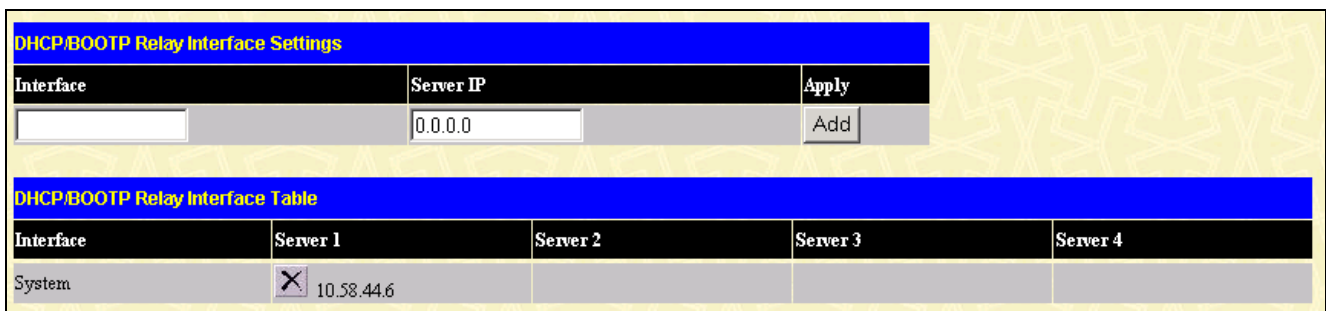 DHCP/BOOTP Relay Interface Settings
Interface Server IP Apply
0.0.0.0 Add
DHCP/BOOTP Relay Interface Table
Interface Server 1 Server 2 Server 3 Server 4
System 10.58.44.6